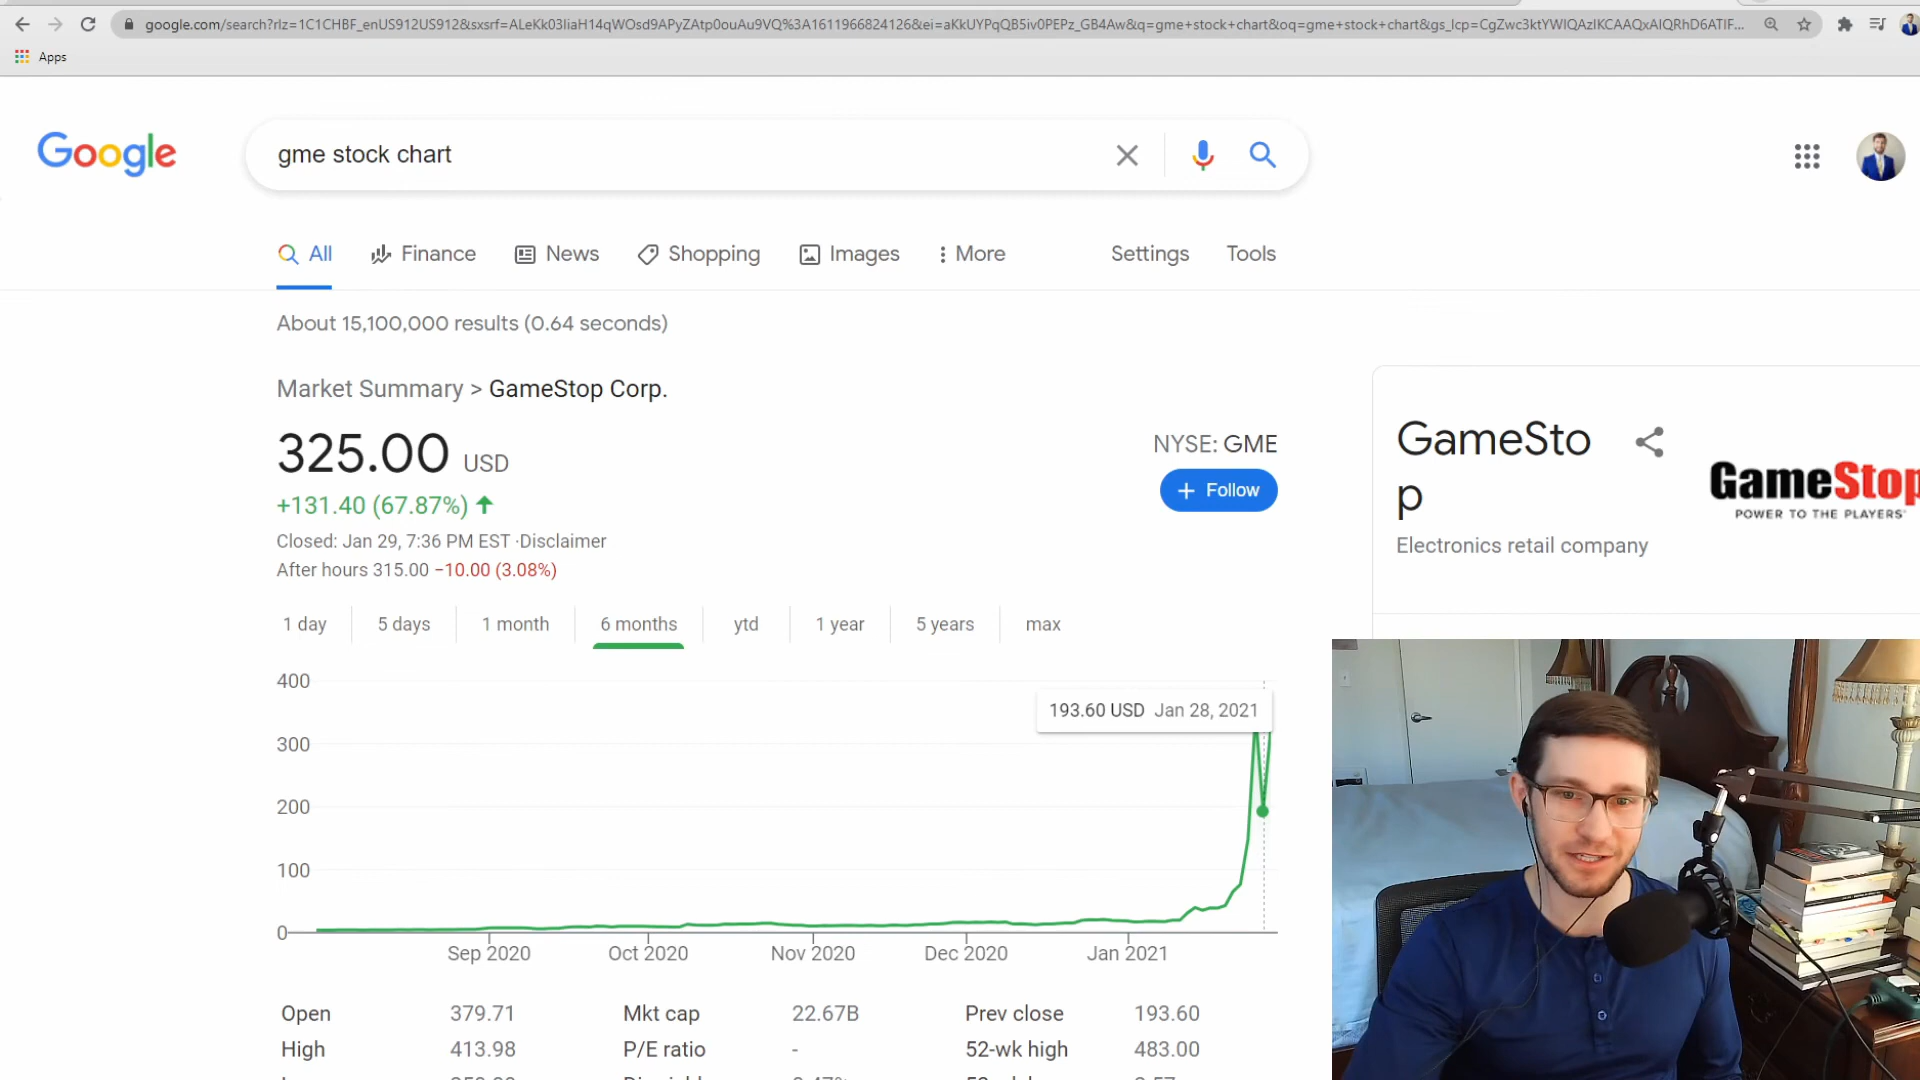 google.com/search?rlz=1C1CHBF_enUS912US912&sxsrf=ALeKk03IiaH14qWOsd9APyZAtp0ouAu9VQ%3A1611966824126&ei=aKkUYPqQB5iv0PEPz_GB4Aw&q=gme+stock+chart&oq=gme+stock+chart&gs_lcp=CgZwc3ktYWIQAzIKCAAQxAIQRhD6ATIF...
Apps
Google
gme stock chart
All
Finance
News
Shopping
Images
More
Settings
Tools
About 15,100,000 results (0.64 seconds)
Market Summary > GameStop Corp.
325.00 USD
NYSE: GME
+131.40 (67.87%)
+ Follow
Closed: Jan 29, 7:36 PM EST ·Disclaimer
After hours 315.00 −10.00 (3.08%)
1 day
5 days
1 month
6 months
ytd
1 year
5 years
max
400
300
200
100
0
193.60 USD Jan 28, 2021
Sep 2020
Oct 2020
Nov 2020
Dec 2020
Jan 2021
Open 379.71
Mkt cap 22.67B
Prev close 193.60
High 413.98
P/E ratio -
52-wk high 483.00
GameSto
p
Electronics retail company
GameStop
POWER TO THE PLAYERS